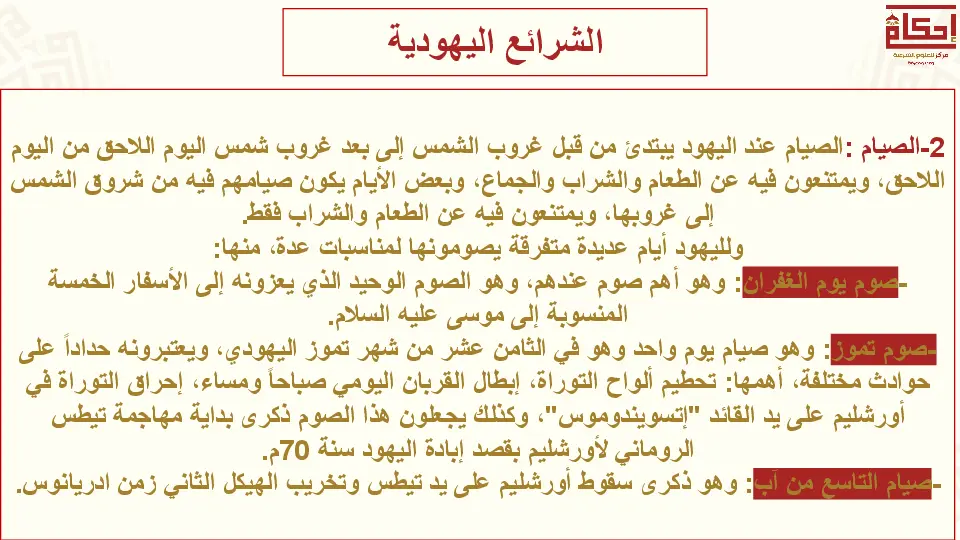 الشرائع اليهودية
إحكام
مركز للعلوم الشرعية
2-الصيام :الصيام عند اليهود يبتدئ من قبل غروب الشمس إلى بعد غروب شمس اليوم اللاحق من اليوم
اللاحق، ويمتنعون فيه عن الطعام والشراب والجماع، وبعض الأيام يكون صيامهم فيه من شروق الشمس
إلى غروبها، ويمتنعون فيه عن الطعام والشراب فقط.
ولليهود أيام عديدة متفرقة يصومونها لمناسبات عدة، منها:
-صوم يوم الغفران: وهو أهم صوم عندهم، وهو الصوم الوحيد الذي يعزونه إلى الأسفار الخمسة
المنسوبة إلى موسى عليه السلام.
-صوم تموز: وهو صيام يوم واحد وهو في الثامن عشر من شهر تموز اليهودي، ويعتبرونه حداداً على
حوادث مختلفة، أهمها: تحطيم ألواح التوراة، إبطال القربان اليومي صباحاً ومساء، إحراق التوراة في
أورشليم على يد القائد "إتسويندوموس"، وكذلك يجعلون هذا الصوم ذكرى بداية مهاجمة تيطس
الروماني لأورشليم بقصد إبادة اليهود سنة 70م.
-صيام التاسع من آب: وهو ذكرى سقوط أورشليم على يد تيطس وتخريب الهيكل الثاني زمن ادريانوس.